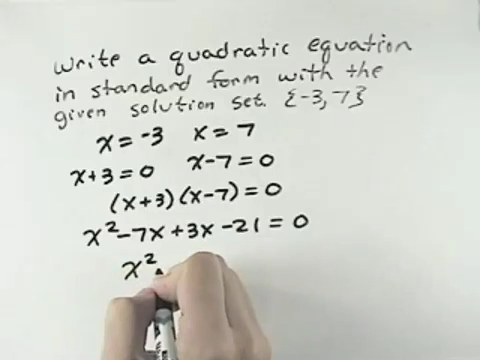 Write a quadratic equation
in standard form with the
given solution set. {-3, 7}
x = -3 x = 7
x+3 = 0 x-7 = 0
(x+3)(x-7) = 0
x² -7x +3x -21 = 0
x²